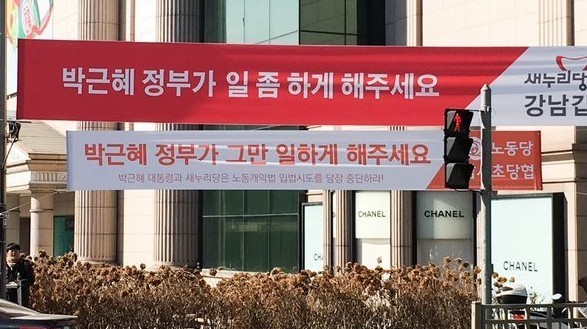 박근혜 정부가 일 좀 하게 해주세요
새누리당
강남갑
박근혜 정부가 그만 일하게 해주세요
박근혜 대통령과 새누리당은 노동개악법 입법시도를 당장 중단하라!
노동당
서초당협
CHANEL
CHANEL
CHANEL